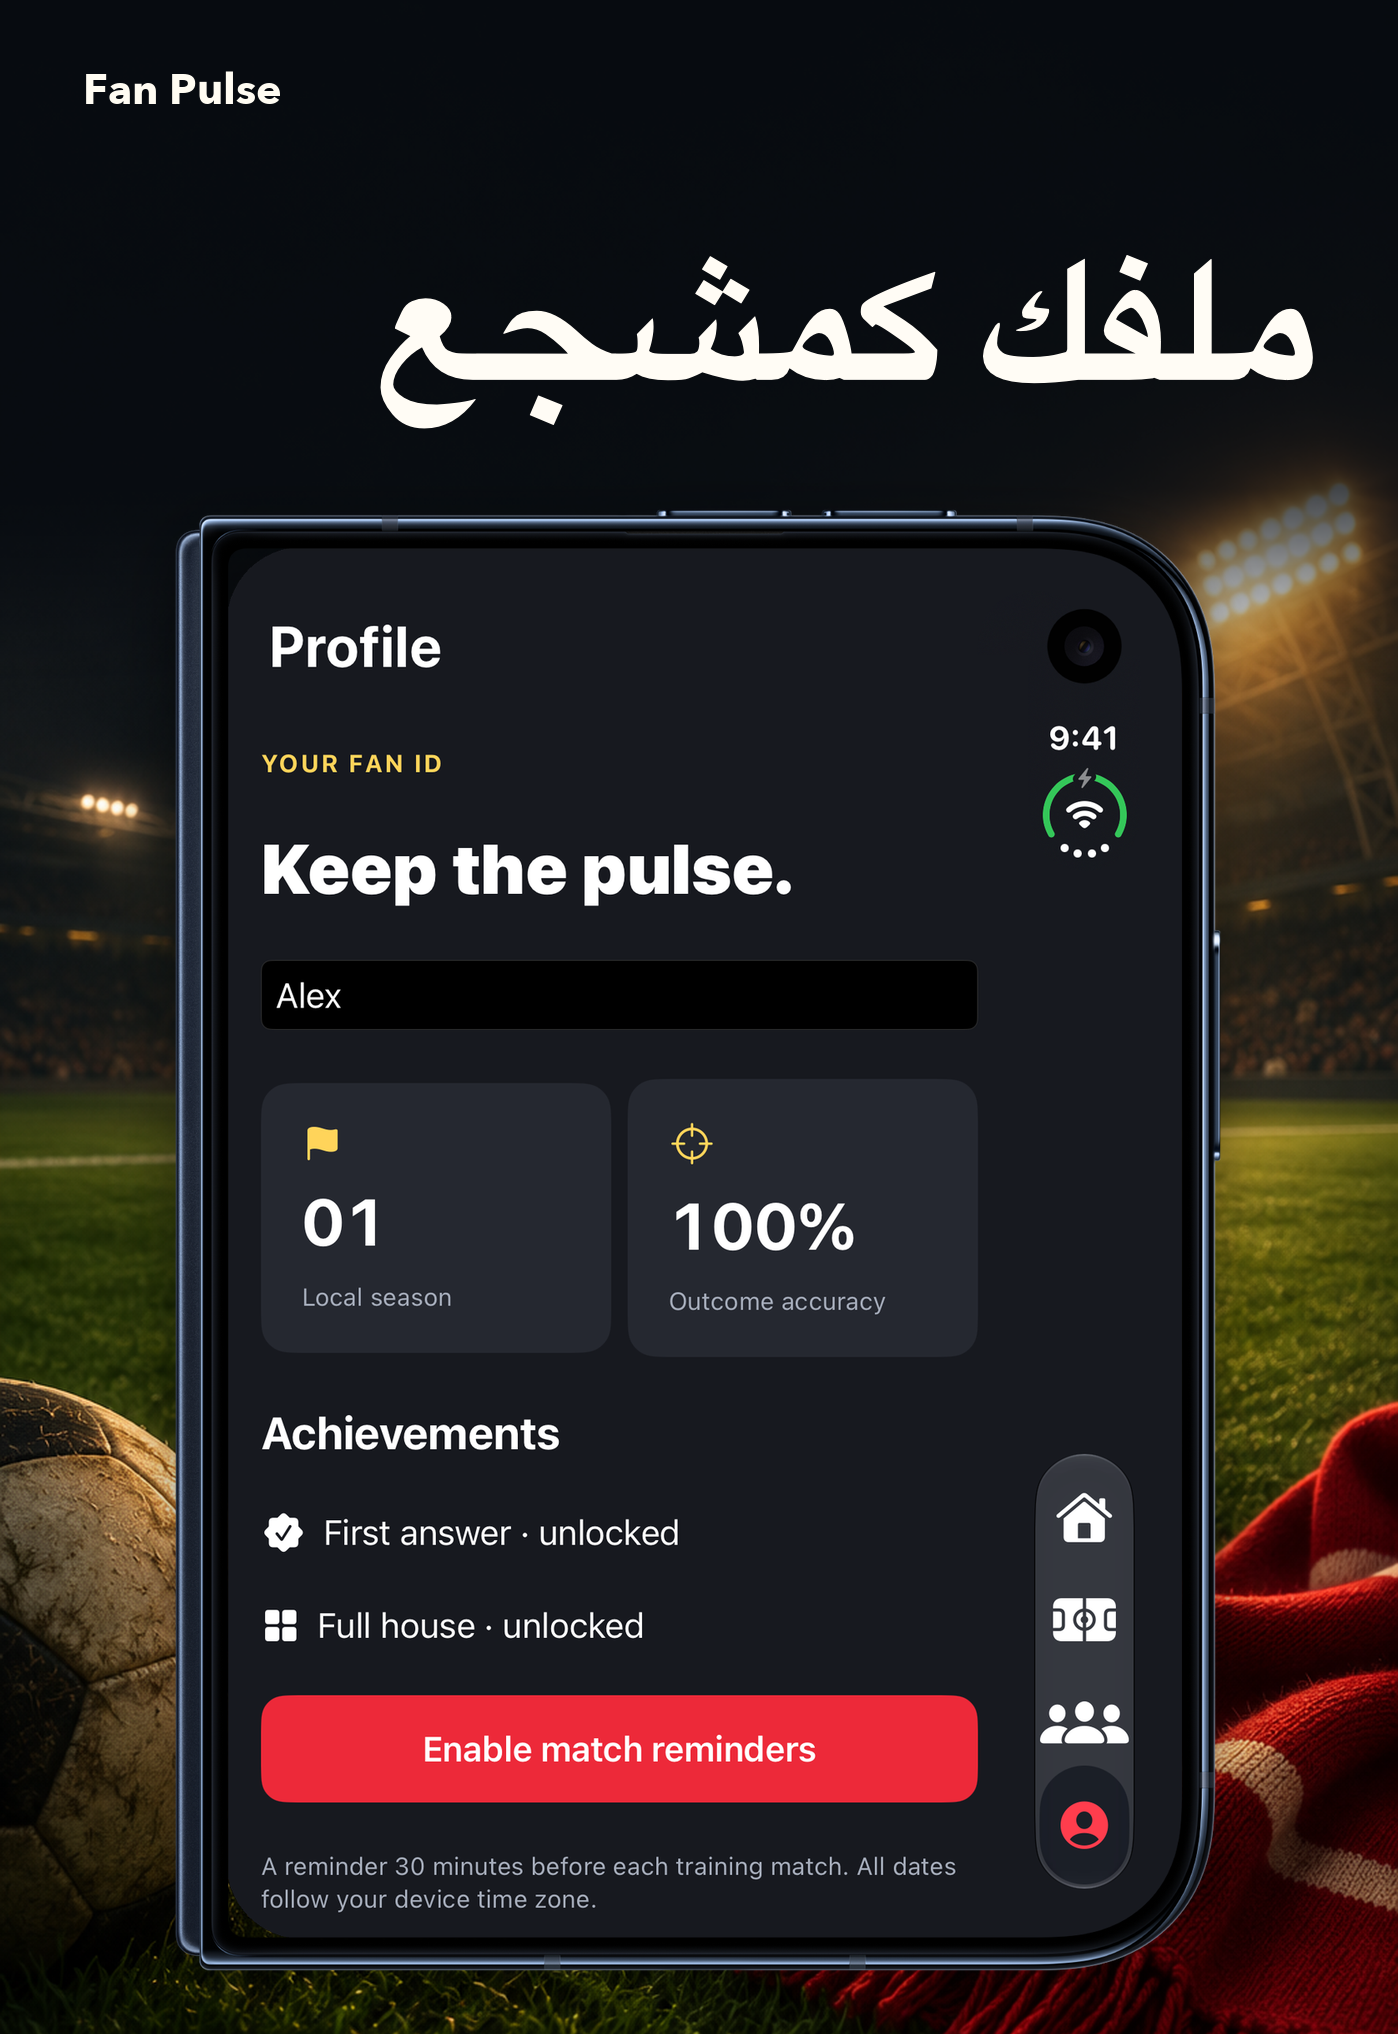 Fan Pulse
ملفك كمشجع
Profile
9:41
YOUR FAN ID
Keep the pulse.
Alex
01
Local season
100%
Outcome accuracy
Achievements
First answer · unlocked
Full house · unlocked
Enable match reminders
A reminder 30 minutes before each training match. All dates
follow your device time zone.